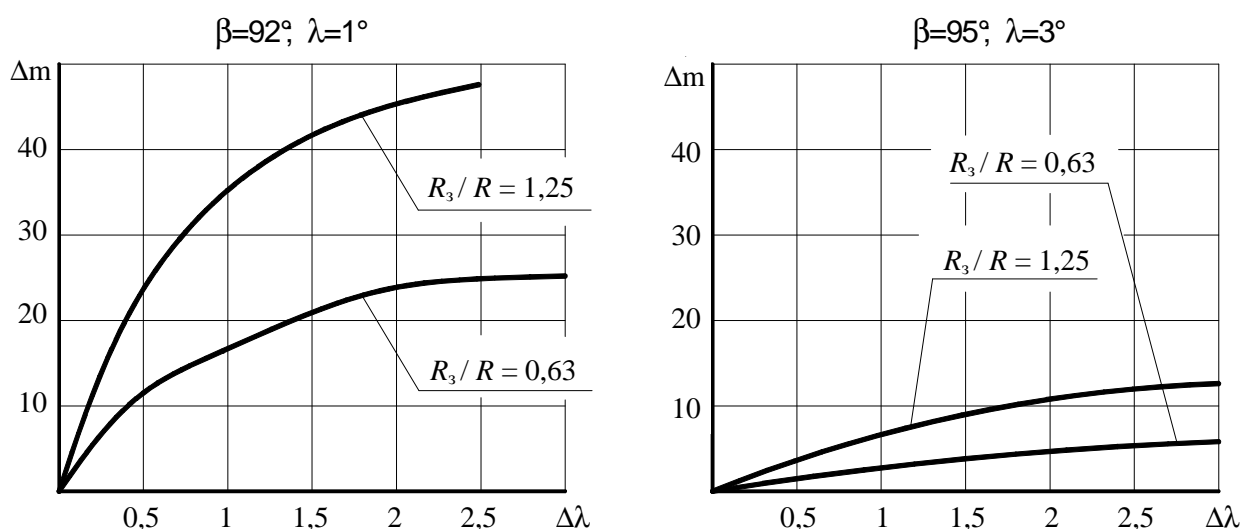 β=92°, λ=1°
Δm
40
30
20
10
R₃ / R = 1,25
R₃ / R = 0,63
0,5 1 1,5 2 2,5 Δλ
β=95°, λ=3°
Δm
40
30
20
10
R₃ / R = 0,63
R₃ / R = 1,25
0,5 1 1,5 2 2,5 Δλ